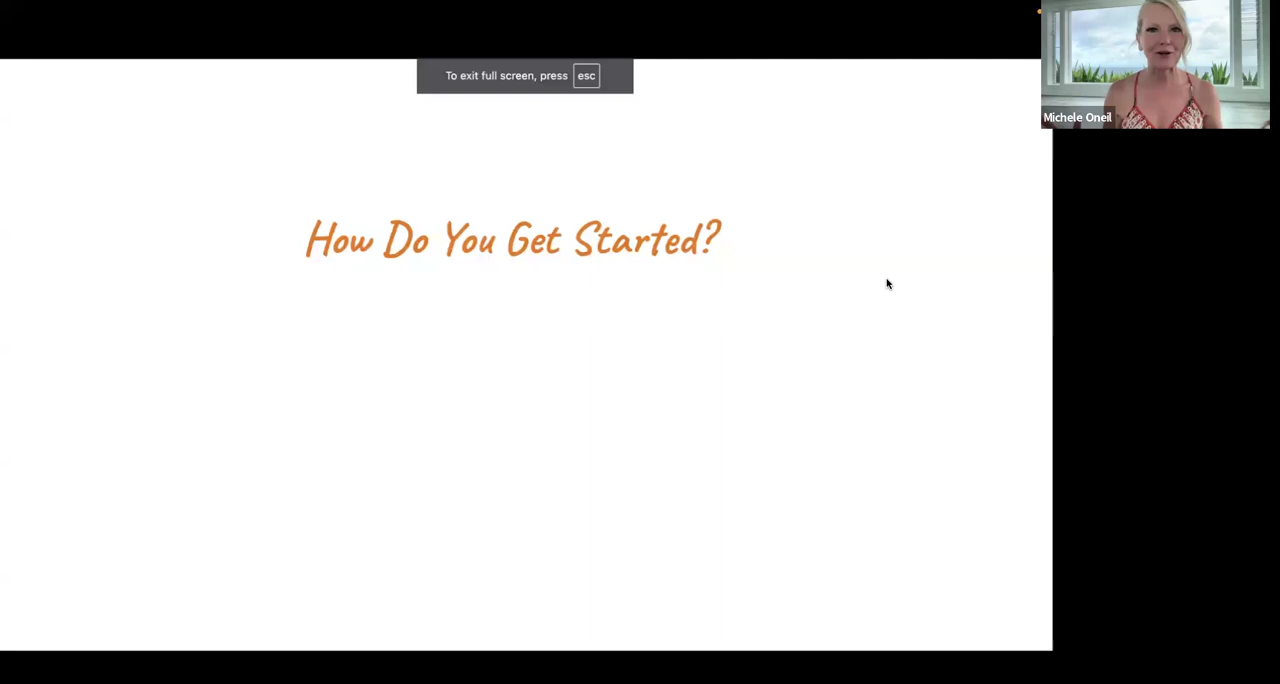 To exit full screen, press esc
Michele Oneil
How Do You Get Started?